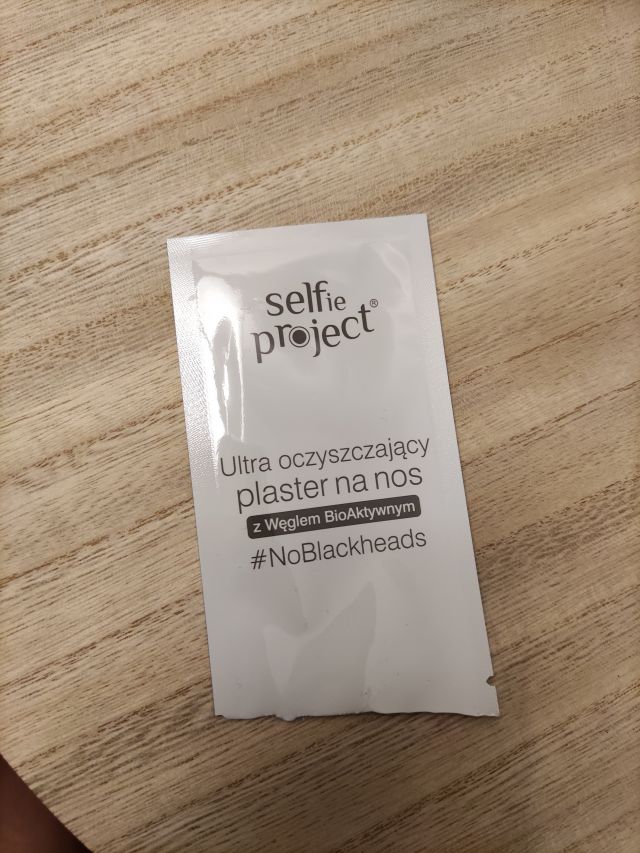 selfie
project®
Ultra oczyszczający
plaster na nos
z Węglem BioAktywnym
#NoBlackheads